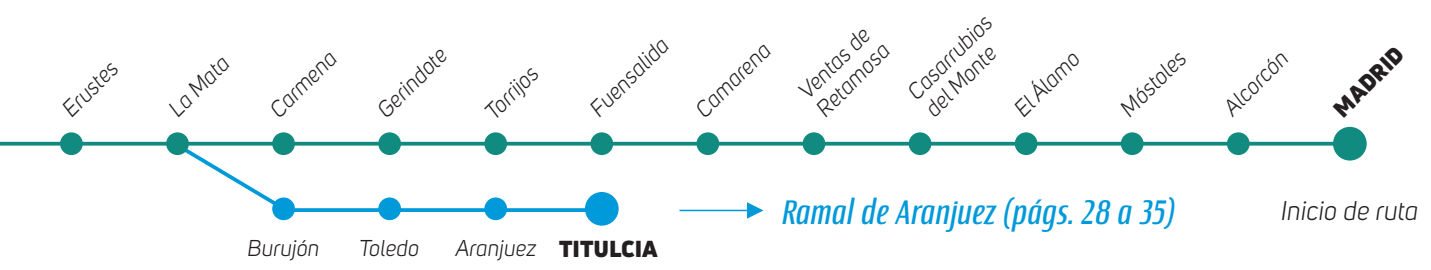 Erustes
La Mata
Carmena
Gerindote
Torrijos
Fuensalida
Camarena
Ventas de
Retamosa
Casarrubios
del Monte
El Álamo
Móstoles
Alcorcón
MADRID
Ramal de Aranjuez (págs. 28 a 35)
Inicio de ruta
Burujón
Toledo
Aranjuez
TITULCIA